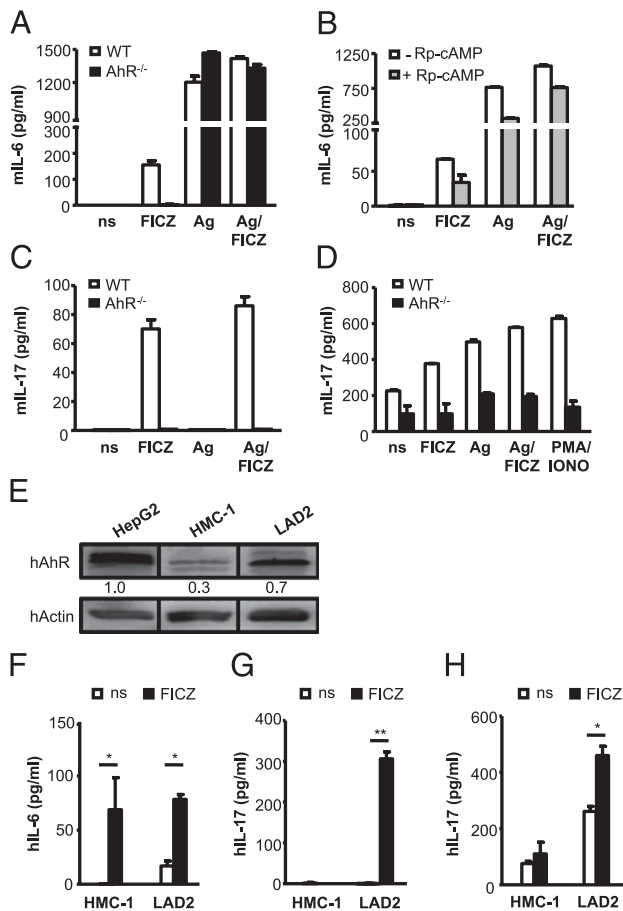 A
mIL-6 (pg/ml)
1500
1200
900
300
200
100
0
WT
AhR-/-
ns FICZ Ag Ag/
FICZ
B
mIL-6 (pg/ml)
1250
750
250
100
50
0
- Rp-cAMP
+ Rp-cAMP
ns FICZ Ag Ag/
FICZ
C
mIL-17 (pg/ml)
100
80
60
40
20
0
WT
AhR-/-
ns FICZ Ag Ag/
FICZ
D
mIL-17 (pg/ml)
800
600
400
200
0
WT
AhR-/-
ns FICZ Ag Ag/ PMA/
FICZ IONO
E
HepG2 HMC-1 LAD2
hAhR
1.0 0.3 0.7
hActin
F
ns FICZ
hIL-6 (pg/ml)
150
100
50
0
* *
HMC-1 LAD2
G
ns FICZ
hIL-17 (pg/ml)
400
300
200
100
0
**
HMC-1 LAD2
H
ns FICZ
hIL-17 (pg/ml)
600
400
200
0
*
HMC-1 LAD2